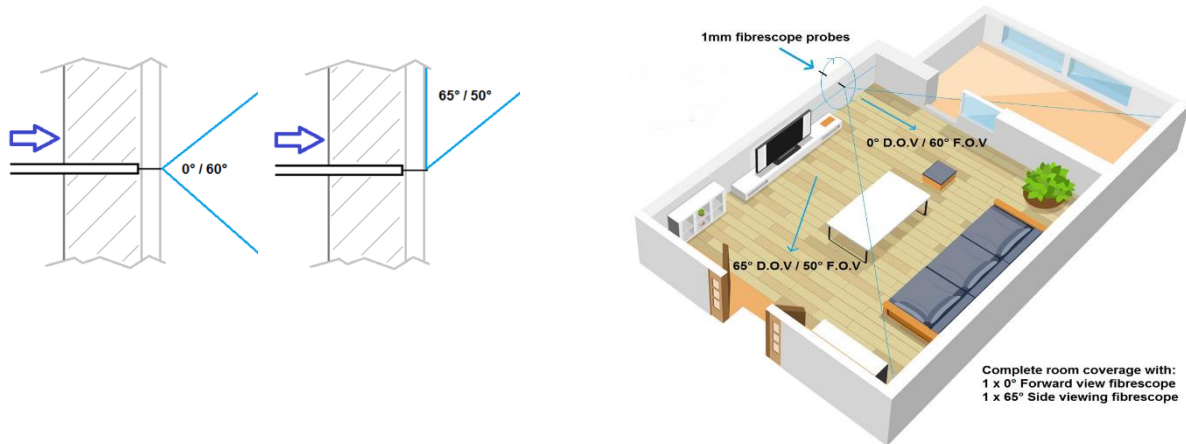 0° / 60°
65° / 50°
1mm fibrescope probes
0° D.O.V / 60° F.O.V
65° D.O.V / 50° F.O.V
Complete room coverage with:
1 x 0° Forward view fibrescope
1 x 65° Side viewing fibrescope